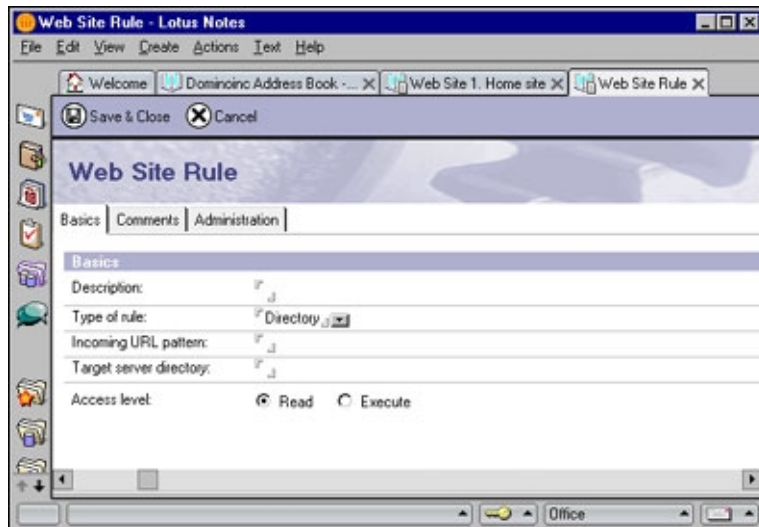 Web Site Rule - Lotus Notes
File Edit View Create Actions Text Help
Welcome Dominoinc Address Book -... Web Site 1. Home site Web Site Rule
Save & Close Cancel
Web Site Rule
Basics Comments Administration
Basics
Description:
Type of rule: Directory
Incoming URL pattern:
Target server directory:
Access level: Read Execute
Office